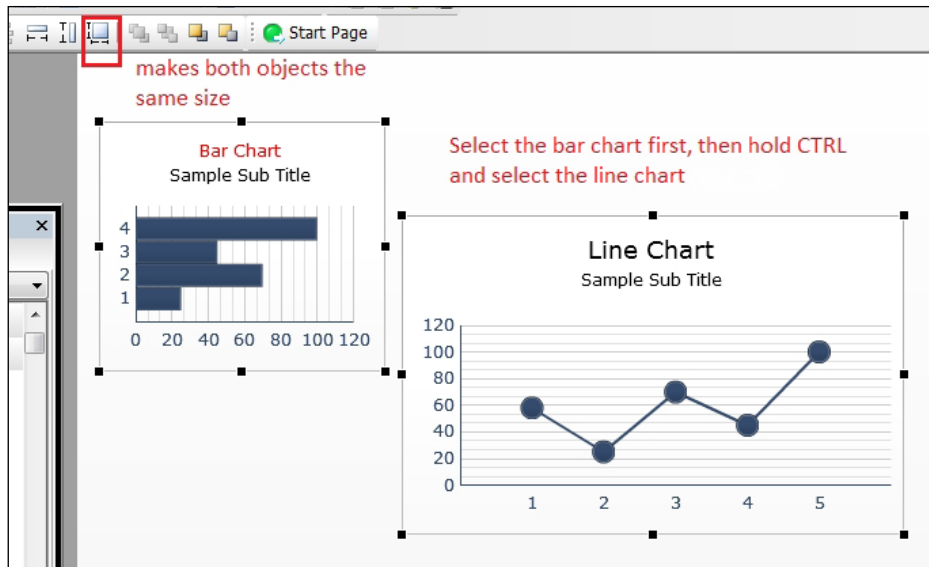 Start Page
makes both objects the
same size
Bar Chart
Sample Sub Title
4
3
2
1
0 20 40 60 80 100 120
Select the bar chart first, then hold CTRL
and select the line chart
Line Chart
Sample Sub Title
120
100
80
60
40
20
0
1 2 3 4 5